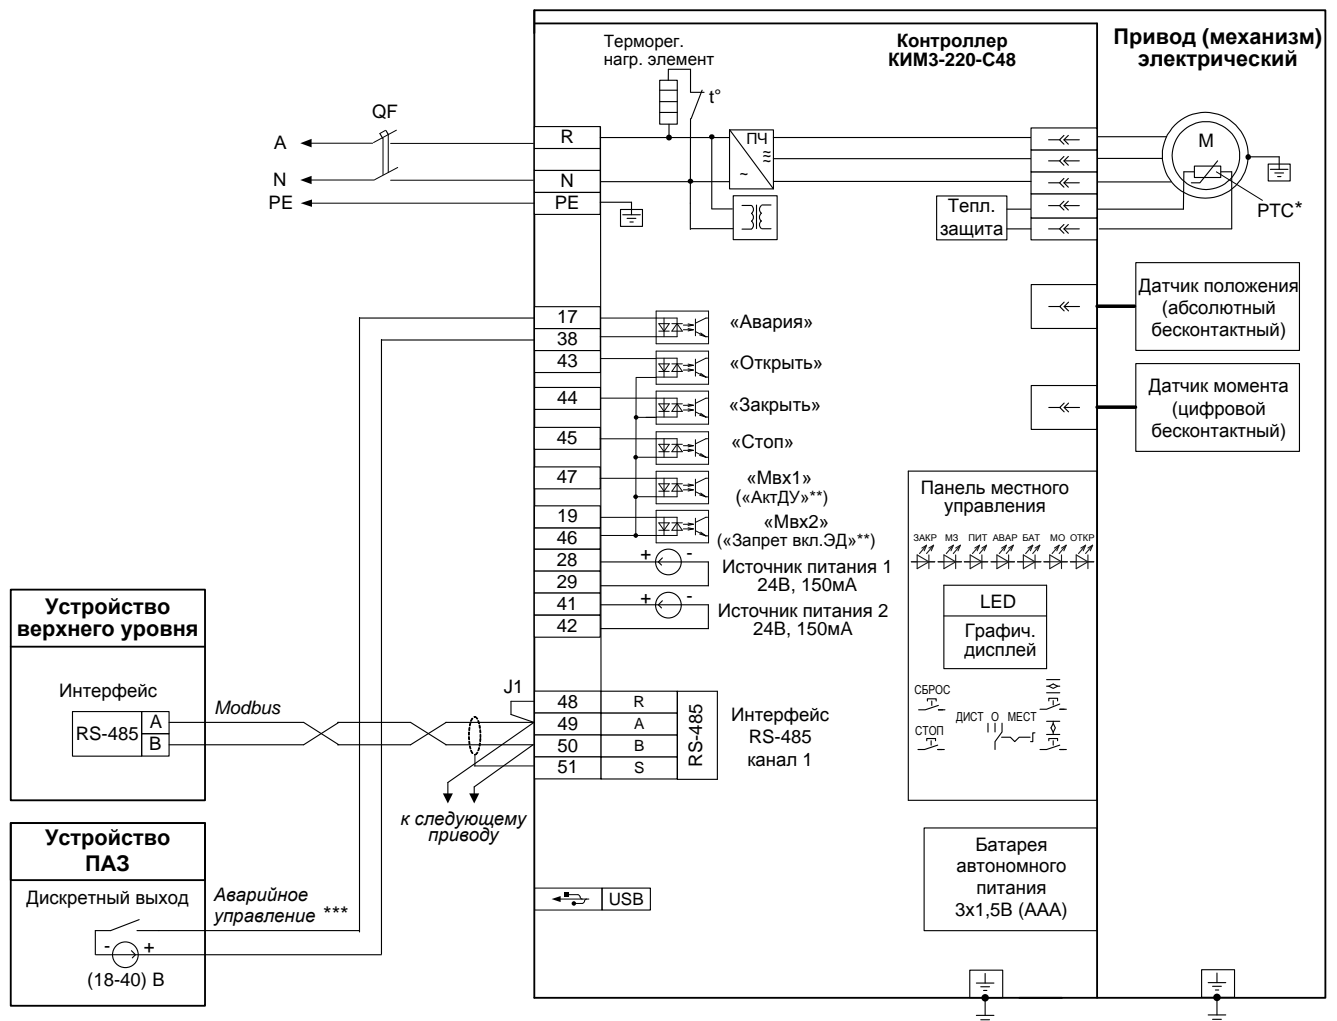 Привод (механизм)
электрический
Контроллер
КИМ3-220-С48
Терморег.
нагр. элемент
t°
QF
A
N
PE
R
N
PE
ПЧ
≈
~
M
PTC*
Тепл.
защита
Датчик положения
(абсолютный
бесконтактный)
Датчик момента
(цифровой
бесконтактный)
17
38
43
44
45
47
19
46
28
29
41
42
«Авария»
«Открыть»
«Закрыть»
«Стоп»
«Мвх1»
(«АктДУ»**)
«Мвх2»
(«Запрет вкл.ЭД»**)
+ -
Источник питания 1
24В, 150мА
+ -
Источник питания 2
24В, 150мА
Панель местного
управления
ЗАКР МЗ ПИТ АВАР БАТ МО ОТКР
LED
Графич.
дисплей
СБРОС
СТОП
ДИСТ О МЕСТ
Устройство
верхнего уровня
Интерфейс
RS-485
A
B
Modbus
J1
48 R
49 A
50 B
51 S
RS-485
Интерфейс
RS-485
канал 1
к следующему
приводу
Устройство
ПАЗ
Дискретный выход
- +
(18-40) В
Аварийное
управление ***
USB
Батарея
автономного
питания
3х1,5В (ААА)